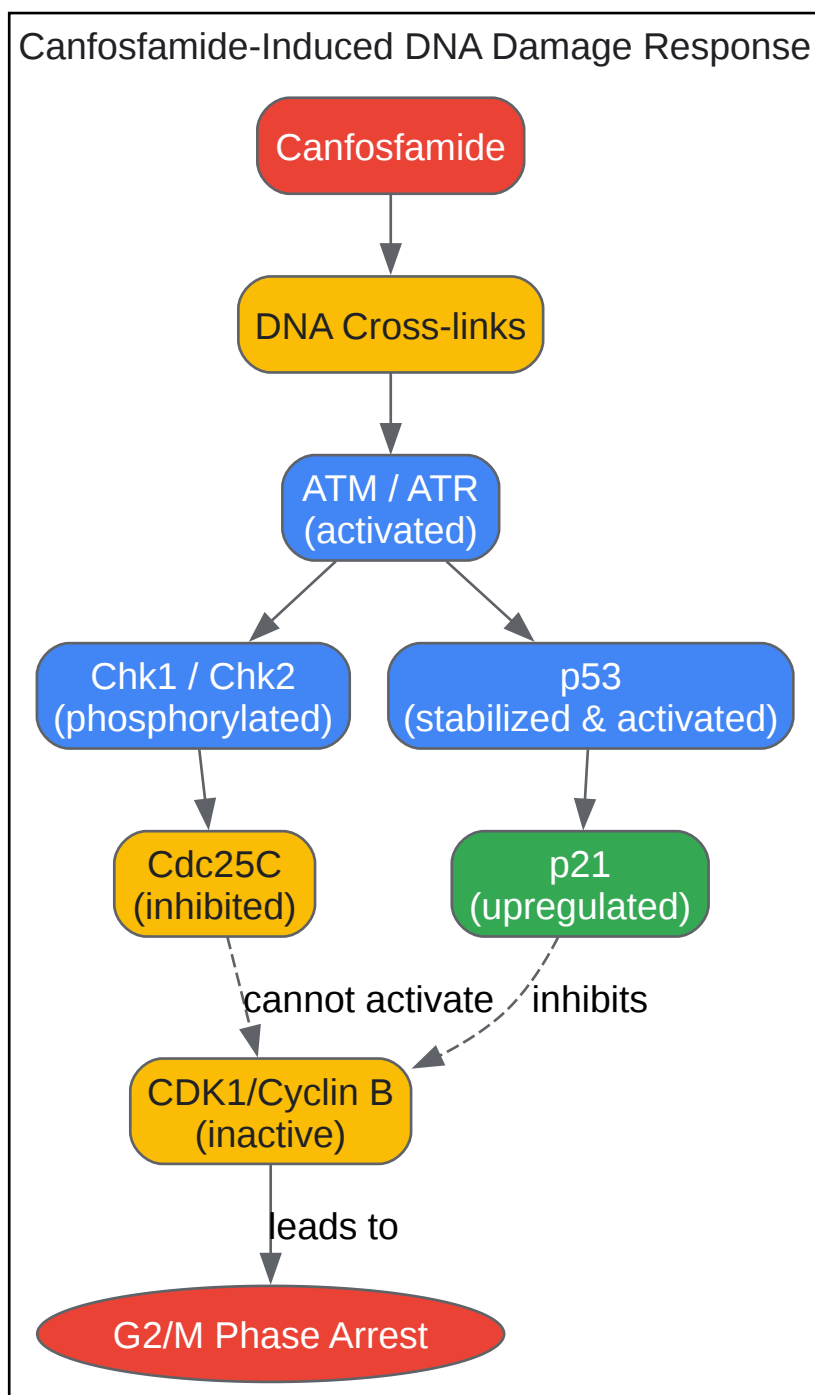 Canfosfamide-Induced DNA Damage Response
Canfosfamide
DNA Cross-links
ATM / ATR
(activated)
Chk1 / Chk2
(phosphorylated)
p53
(stabilized & activated)
Cdc25C
(inhibited)
p21
(upregulated)
cannot activate
inhibits
CDK1/Cyclin B
(inactive)
leads to
G2/M Phase Arrest